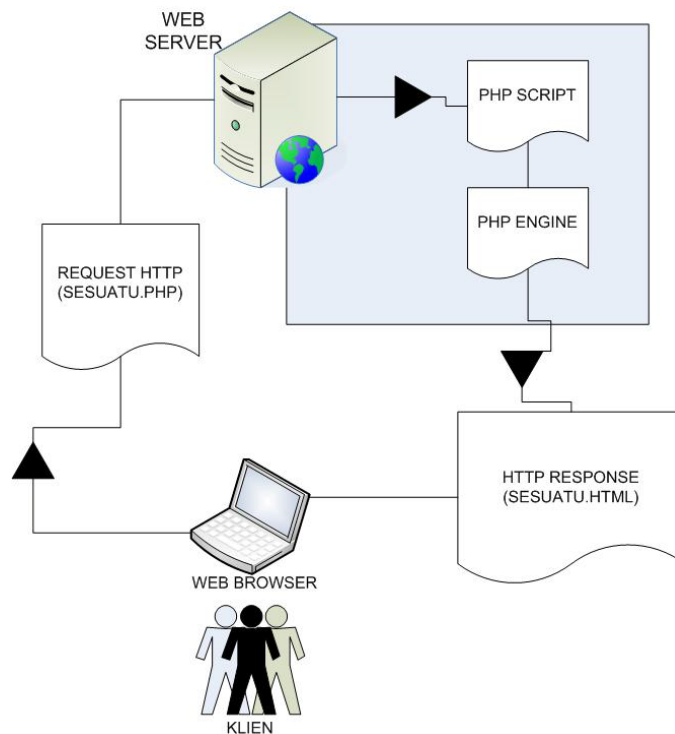 WEB
SERVER
PHP SCRIPT
PHP ENGINE
REQUEST HTTP
(SESUATU.PHP)
HTTP RESPONSE
(SESUATU.HTML)
WEB BROWSER
KLIEN